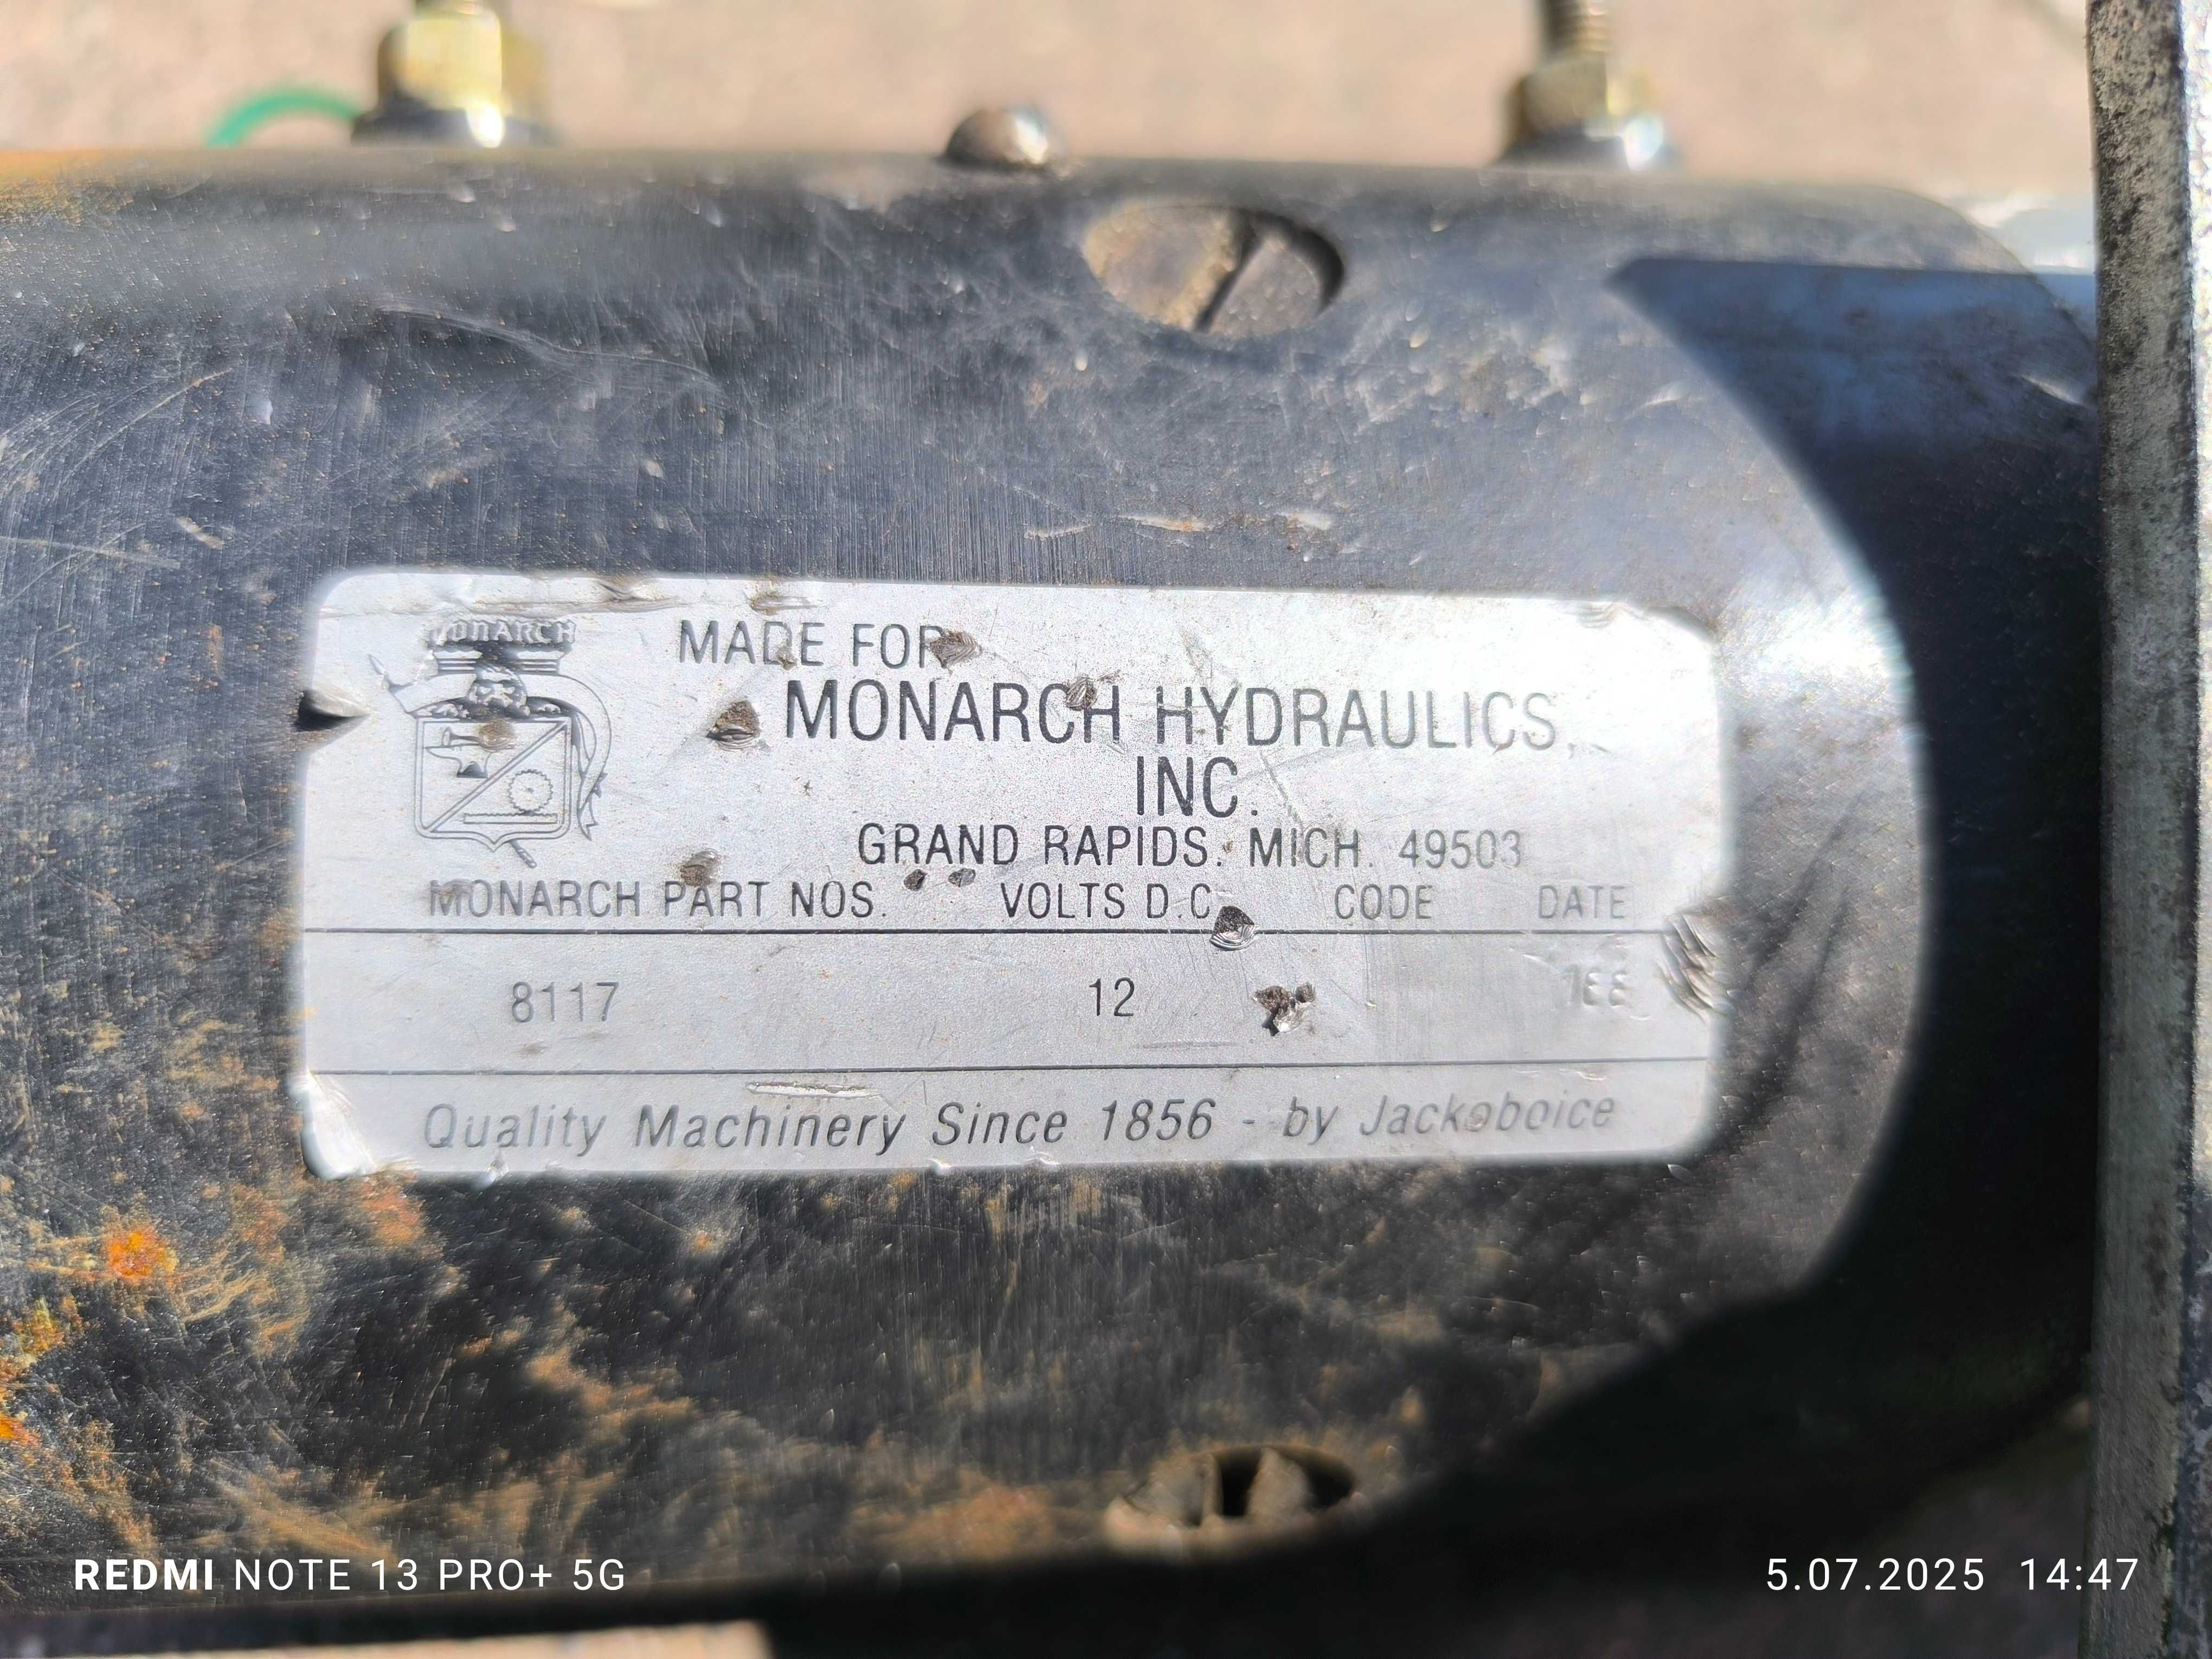 MONARCH
MADE FOR
MONARCH HYDRAULICS,
INC.
GRAND RAPIDS. MICH. 49503
MONARCH PART NOS. VOLTS D.C. CODE DATE
8117 12
Quality Machinery Since 1856 - by Jackoboice
REDMI NOTE 13 PRO+ 5G
5.07.2025 14:47